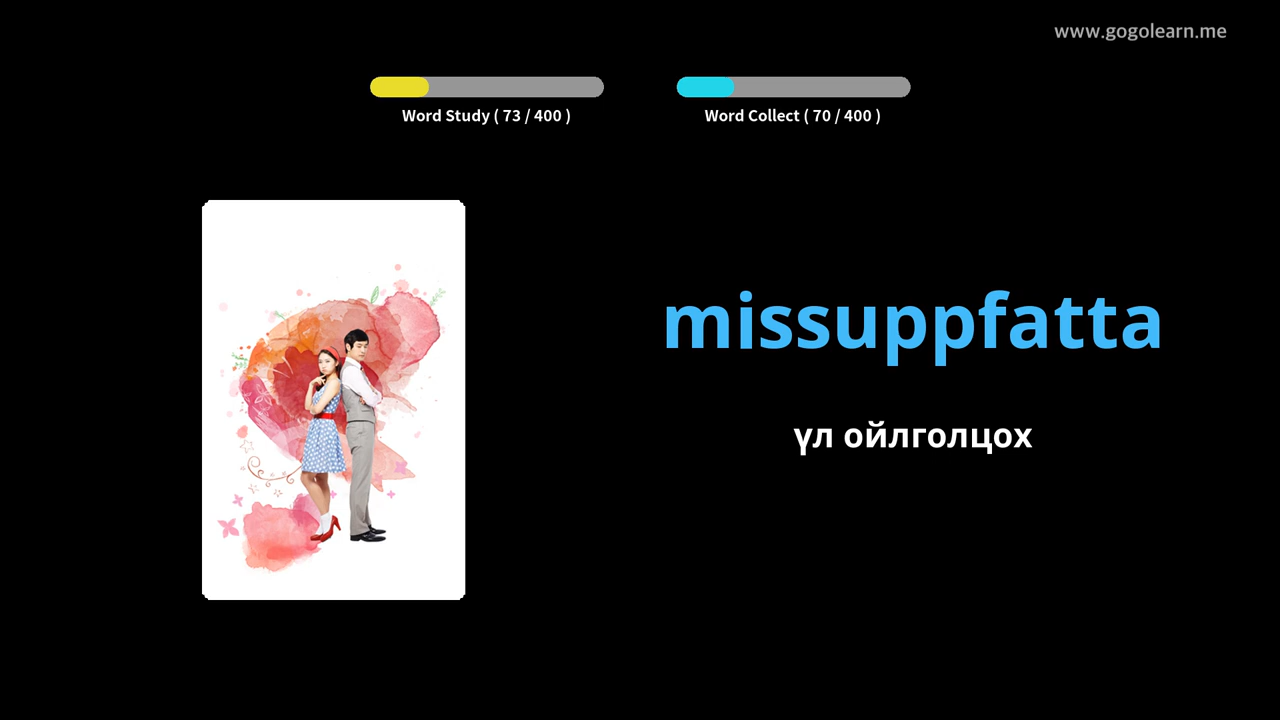 www.gogolearn.me
Word Study ( 73 / 400 )
Word Collect ( 70 / 400 )
missuppfatta
үл ойлголцох